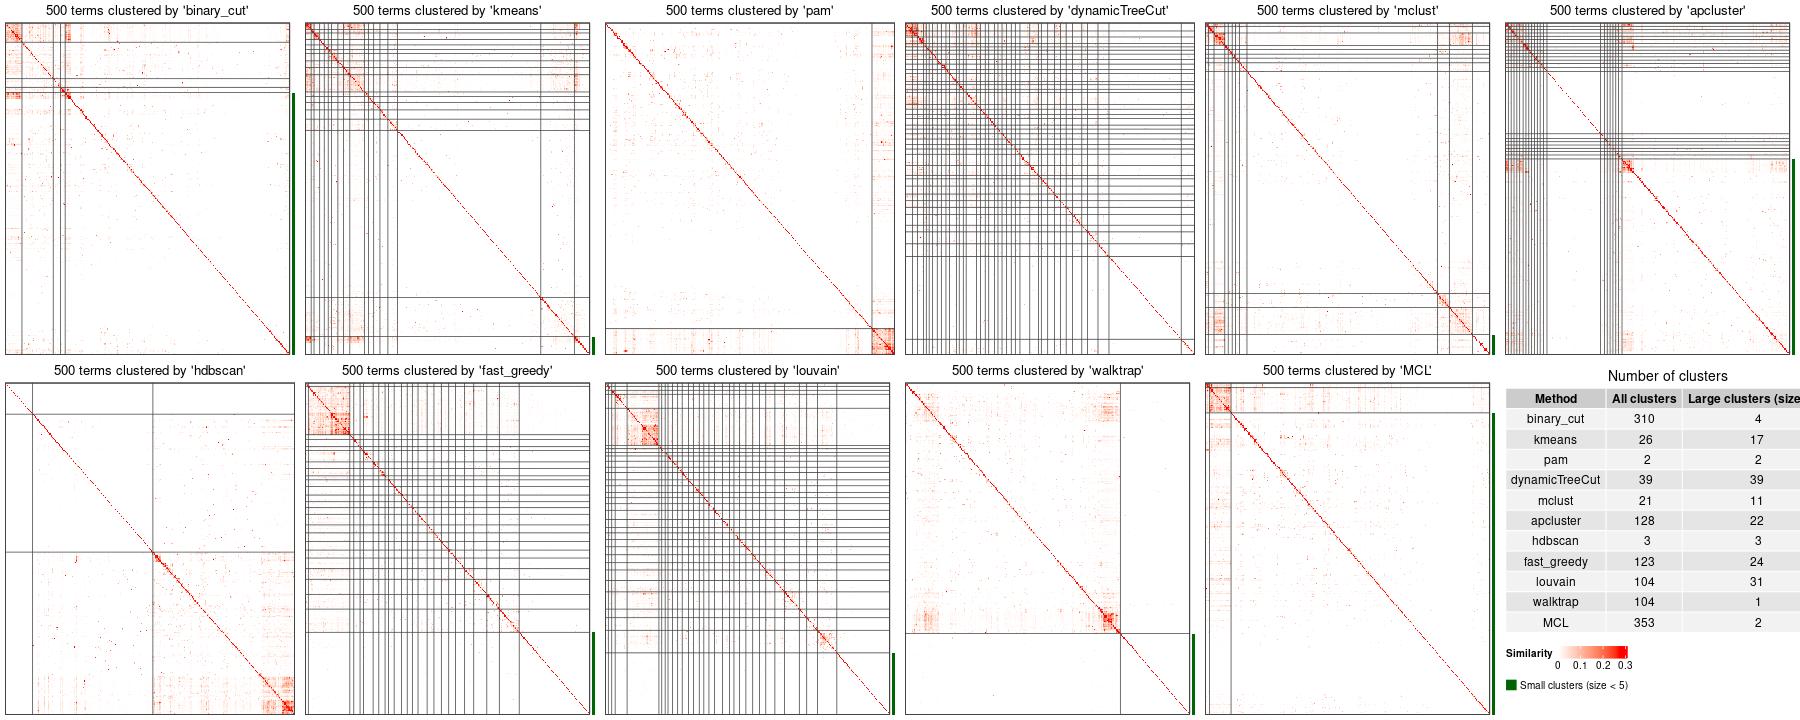 500 terms clustered by 'binary_cut'
500 terms clustered by 'kmeans'
500 terms clustered by 'pam'
500 terms clustered by 'dynamicTreeCut'
500 terms clustered by 'mclust'
500 terms clustered by 'apcluster'
500 terms clustered by 'hdbscan'
500 terms clustered by 'fast_greedy'
500 terms clustered by 'louvain'
500 terms clustered by 'walktrap'
500 terms clustered by 'MCL'
Number of clusters
Method All clusters Large clusters (size
binary_cut 310 4
kmeans 26 17
pam 2 2
dynamicTreeCut 39 39
mclust 21 11
apcluster 128 22
hdbscan 3 3
fast_greedy 123 24
louvain 104 31
walktrap 104 1
MCL 353 2
Similarity
0 0.1 0.2 0.3
Small clusters (size < 5)